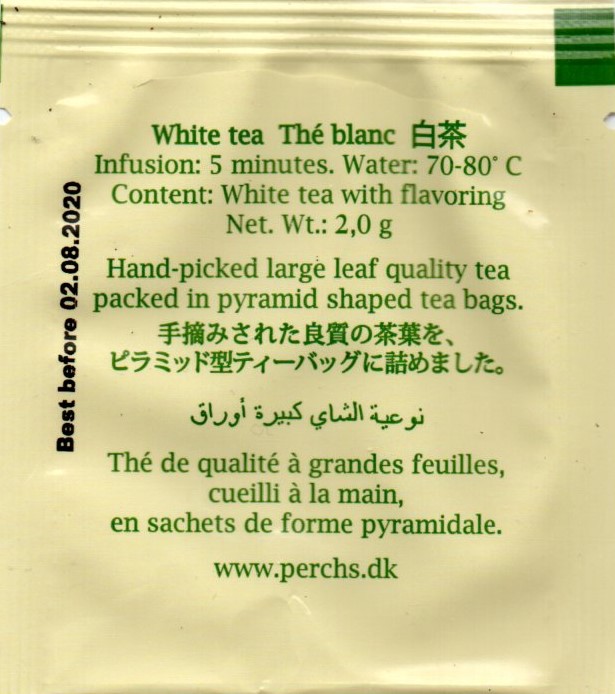 White tea Thé blanc 白茶
Infusion: 5 minutes. Water: 70-80° C
Content: White tea with flavoring
Net. Wt.: 2,0 g
Hand-picked large leaf quality tea
packed in pyramid shaped tea bags.
手摘みされた良質の茶葉を、
ピラミッド型ティーバッグに詰めました。
نوعية الشاي كبيرة أوراق
Thé de qualité à grandes feuilles,
cueilli à la main,
en sachets de forme pyramidale.
www.perchs.dk
Best before 02.08.2020